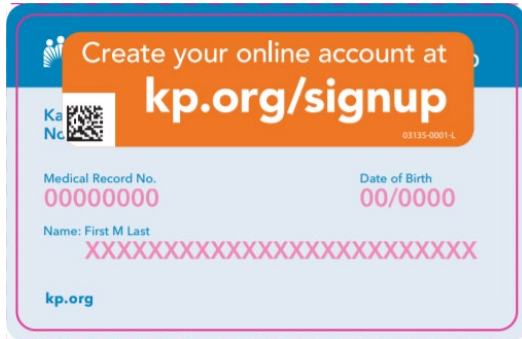 Create your online account at
kp.org/signup
03135-0001-L
Medical Record No.
Date of Birth
00000000
00/0000
Name: First M Last
XXXXXXXXXXXXXXXXXXXXXXXXXX
kp.org